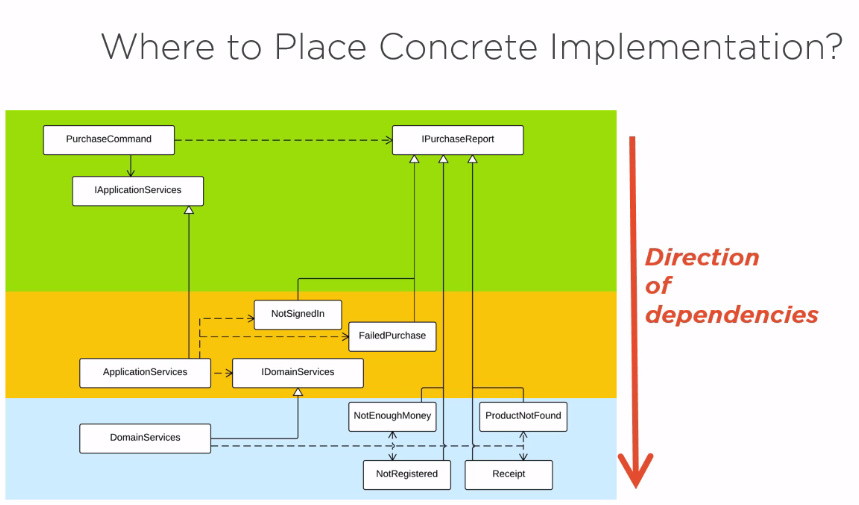 Where to Place Concrete Implementation?
PurchaseCommand
IPurchaseReport
IApplicationServices
Direction
of
dependencies
NotSignedIn
FailedPurchase
ApplicationServices
IDomainServices
NotEnoughMoney
ProductNotFound
DomainServices
NotRegistered
Receipt